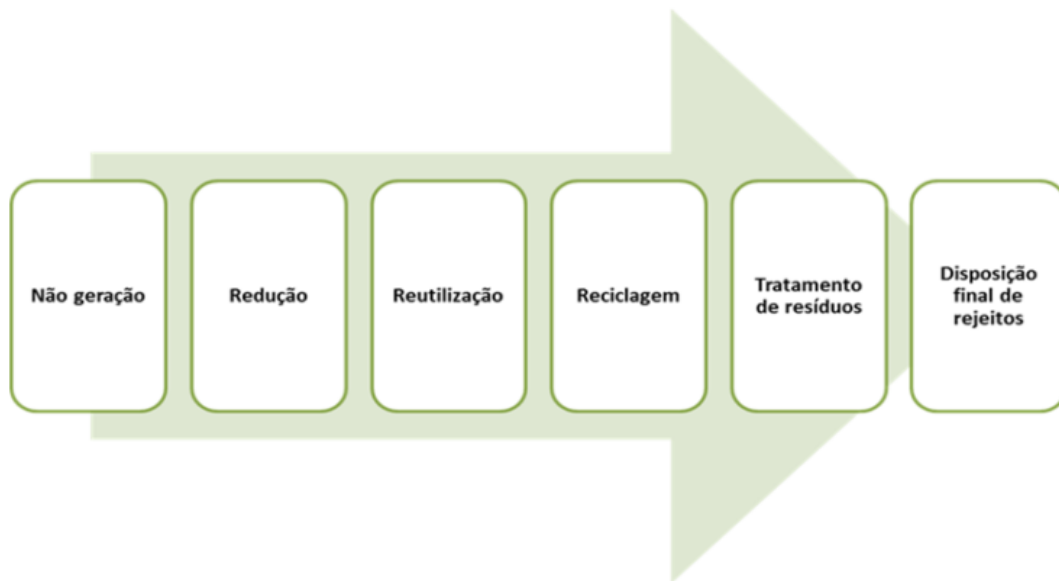 Não geração
Redução
Reutilização
Reciclagem
Tratamento
de resíduos
Disposição
final de
rejeitos